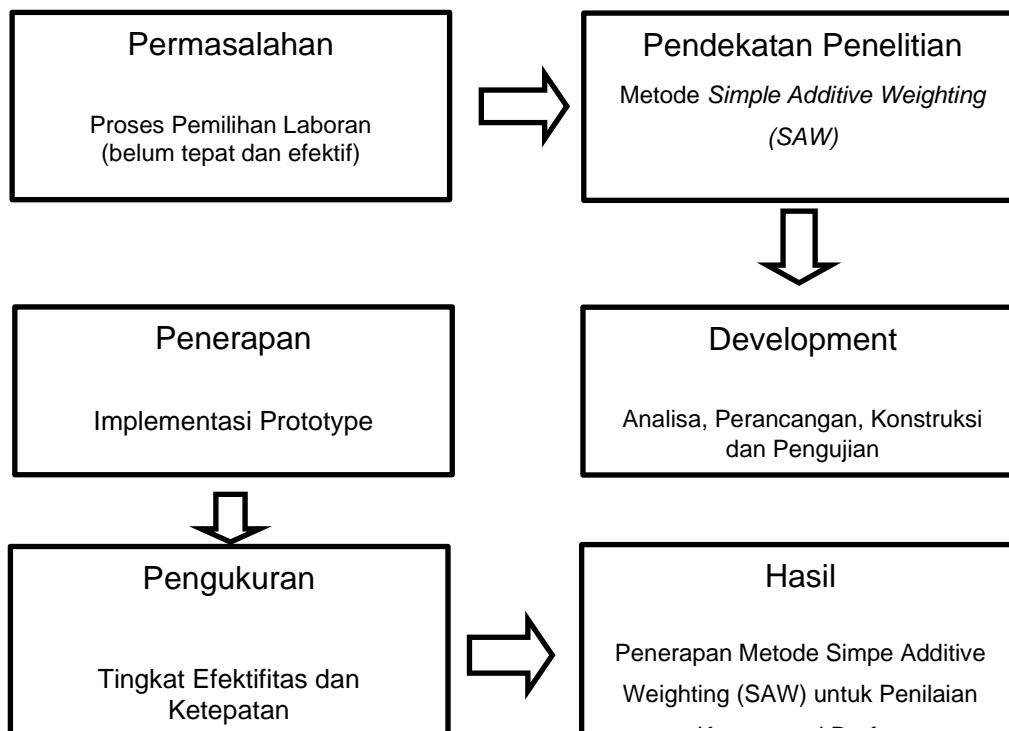 Permasalahan
Proses Pemilihan Laboran
(belum tepat dan efektif)
Pendekatan Penelitian
Metode Simple Additive Weighting
(SAW)
Penerapan
Implementasi Prototype
Development
Analisa, Perancangan, Konstruksi
dan Pengujian
Pengukuran
Tingkat Efektifitas dan
Ketepatan
Hasil
Penerapan Metode Simpe Additive
Weighting (SAW) untuk Penilaian